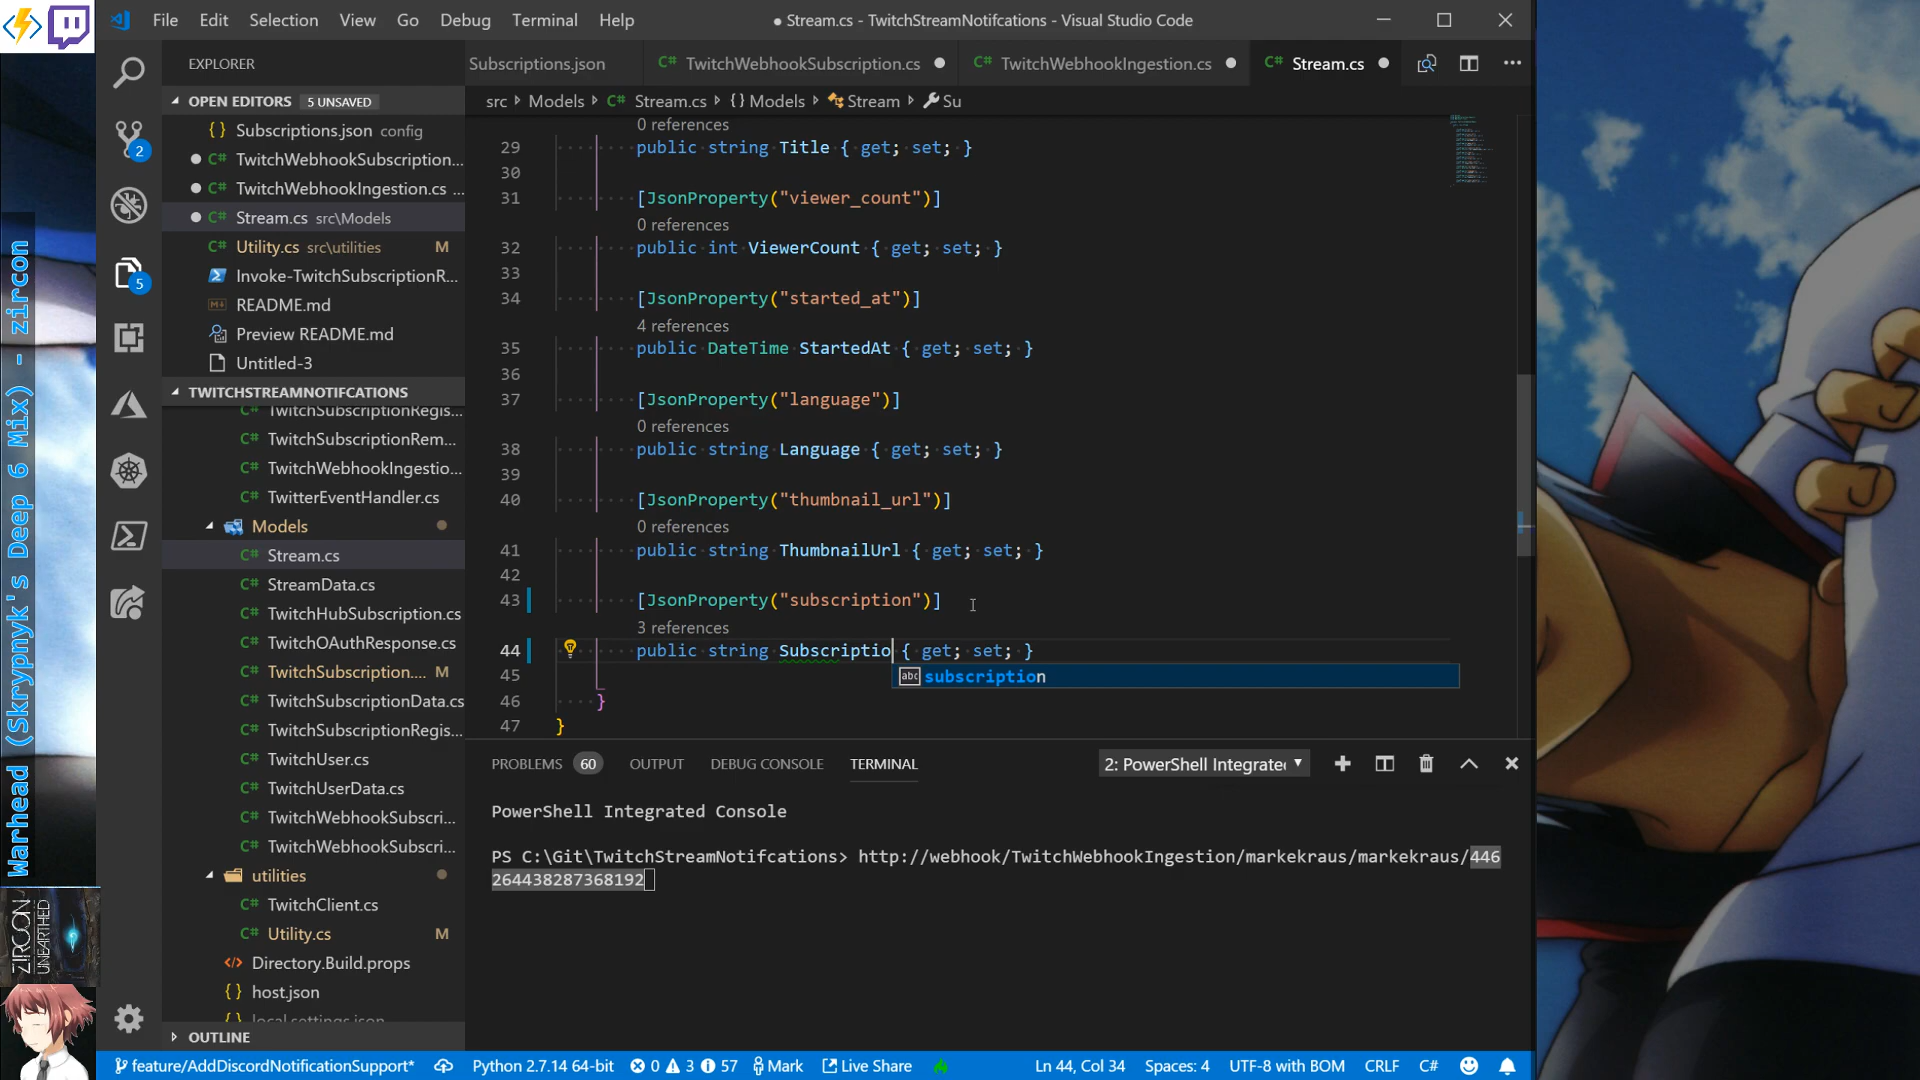 File Edit Selection View Go Debug Terminal Help
● Stream.cs - TwitchStreamNotifcations - Visual Studio Code
EXPLORER
OPEN EDITORS 5 UNSAVED
{} Subscriptions.json config
C# TwitchWebhookSubscription...
C# TwitchWebhookIngestion.cs ...
C# Stream.cs src\Models
C# Utility.cs src\utilities M
Invoke-TwitchSubscriptionR...
README.md
Preview README.md
Untitled-3
TWITCHSTREAMNOTIFCATIONS
C# TwitchSubscriptionRegis...
C# TwitchSubscriptionRem...
C# TwitchWebhookIngestio...
C# TwitterEventHandler.cs
Models
C# Stream.cs
C# StreamData.cs
C# TwitchHubSubscription.cs
C# TwitchOAuthResponse.cs
C# TwitchSubscription.... M
C# TwitchSubscriptionData.cs
C# TwitchSubscriptionRegis...
C# TwitchUser.cs
C# TwitchUserData.cs
C# TwitchWebhookSubscri...
C# TwitchWebhookSubscri...
utilities
C# TwitchClient.cs
C# Utility.cs M
Directory.Build.props
{} host.json
{} local.settings.json
OUTLINE
2
5
Subscriptions.json
C# TwitchWebhookSubscription.cs ●
C# TwitchWebhookIngestion.cs ●
C# Stream.cs ●
src Models C# Stream.cs {} Models Stream Su
0 references
29 public string Title { get; set; }
30
31 [JsonProperty("viewer_count")]
0 references
32 public int ViewerCount { get; set; }
33
34 [JsonProperty("started_at")]
4 references
35 public DateTime StartedAt { get; set; }
36
37 [JsonProperty("language")]
0 references
38 public string Language { get; set; }
39
40 [JsonProperty("thumbnail_url")]
0 references
41 public string ThumbnailUrl { get; set; }
42
43 [JsonProperty("subscription")]
3 references
44 public string Subscriptio { get; set; }
abc subscription
45
46 }
47 }
PROBLEMS 60 OUTPUT DEBUG CONSOLE TERMINAL
2: PowerShell Integrate
PowerShell Integrated Console
PS C:\Git\TwitchStreamNotifcations> http://webhook/TwitchWebhookIngestion/markekraus/markekraus/446
264438287368192
feature/AddDiscordNotificationSupport* Python 2.7.14 64-bit 0 3 57 Mark Live Share
Ln 44, Col 34 Spaces: 4 UTF-8 with BOM CRLF C#
Warhead (Skrypnyk's Deep 6 Mix) - zircon
ZIRCON
UNEARTHED